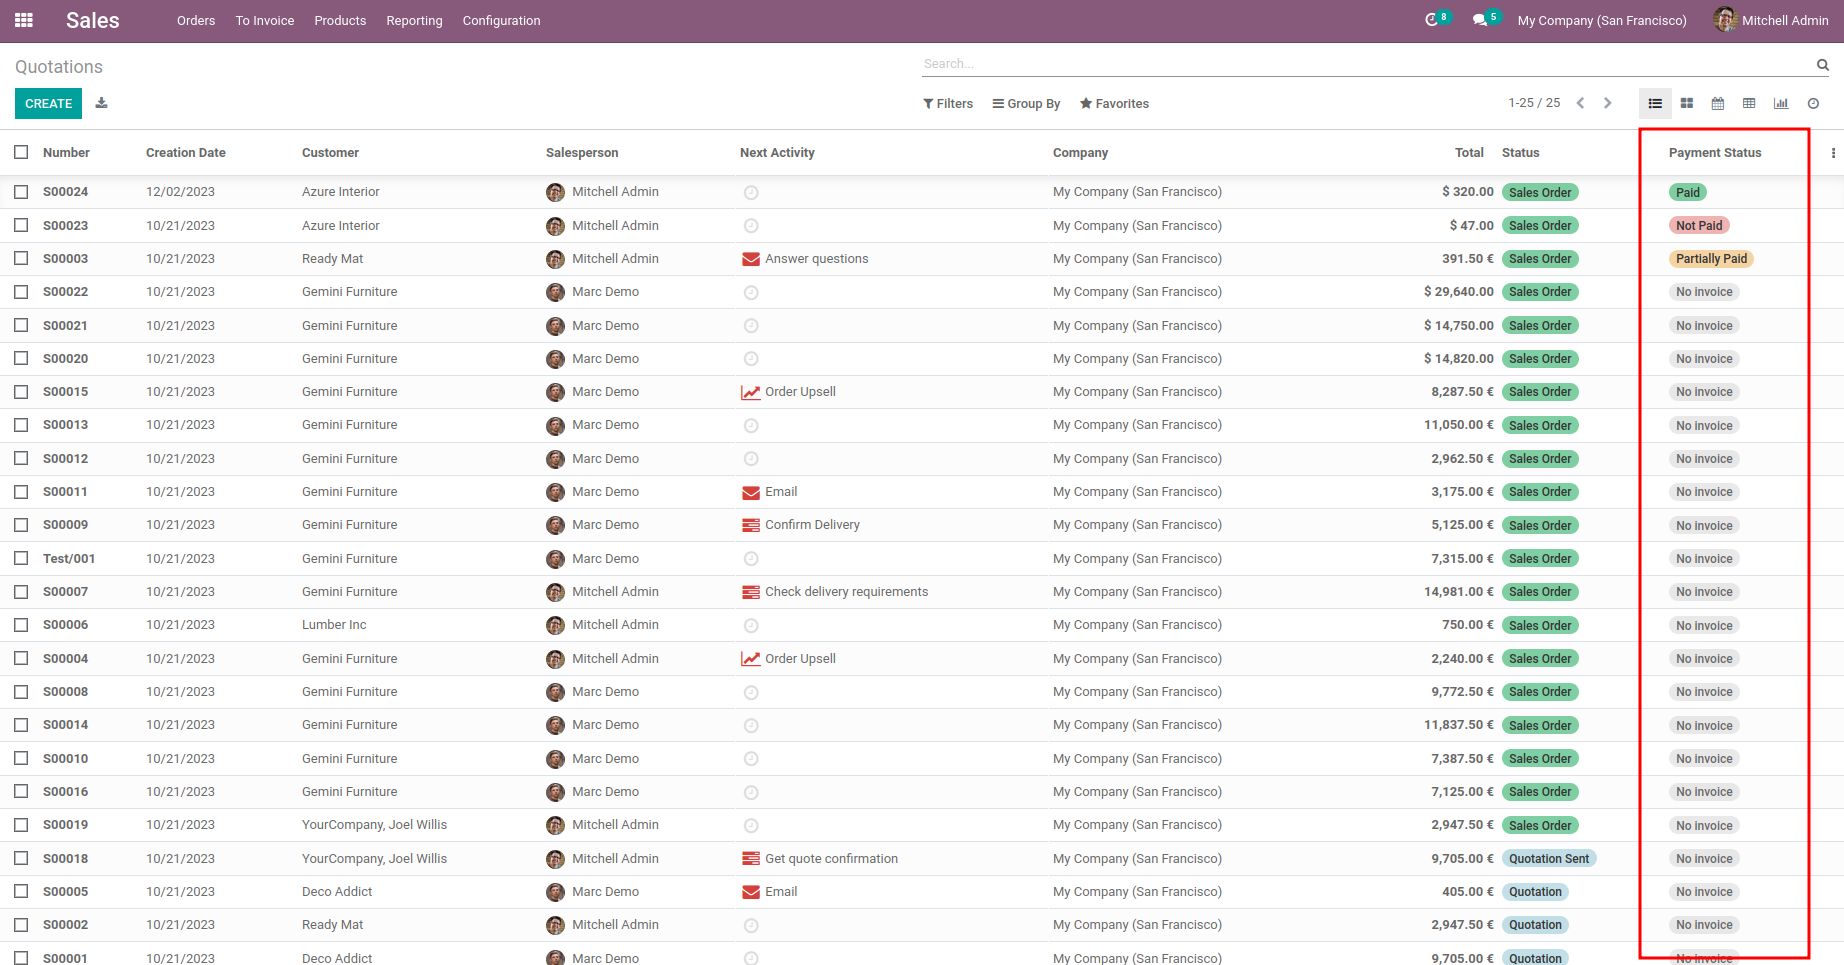 Sales Orders To Invoice Products Reporting Configuration 8 5 My Company (San Francisco) Mitchell Admin
Quotations Search...
CREATE Filters Group By Favorites 1-25 / 25
Number Creation Date Customer Salesperson Next Activity Company Total Status Payment Status
S00024 12/02/2023 Azure Interior Mitchell Admin My Company (San Francisco) $ 320.00 Sales Order Paid
S00023 10/21/2023 Azure Interior Mitchell Admin My Company (San Francisco) $ 47.00 Sales Order Not Paid
S00003 10/21/2023 Ready Mat Mitchell Admin Answer questions My Company (San Francisco) 391.50 € Sales Order Partially Paid
S00022 10/21/2023 Gemini Furniture Marc Demo My Company (San Francisco) $ 29,640.00 Sales Order No invoice
S00021 10/21/2023 Gemini Furniture Marc Demo My Company (San Francisco) $ 14,750.00 Sales Order No invoice
S00020 10/21/2023 Gemini Furniture Marc Demo My Company (San Francisco) $ 14,820.00 Sales Order No invoice
S00015 10/21/2023 Gemini Furniture Marc Demo Order Upsell My Company (San Francisco) 8,287.50 € Sales Order No invoice
S00013 10/21/2023 Gemini Furniture Marc Demo My Company (San Francisco) 11,050.00 € Sales Order No invoice
S00012 10/21/2023 Gemini Furniture Marc Demo My Company (San Francisco) 2,962.50 € Sales Order No invoice
S00011 10/21/2023 Gemini Furniture Marc Demo Email My Company (San Francisco) 3,175.00 € Sales Order No invoice
S00009 10/21/2023 Gemini Furniture Marc Demo Confirm Delivery My Company (San Francisco) 5,125.00 € Sales Order No invoice
Test/001 10/21/2023 Gemini Furniture Marc Demo My Company (San Francisco) 7,315.00 € Sales Order No invoice
S00007 10/21/2023 Gemini Furniture Mitchell Admin Check delivery requirements My Company (San Francisco) 14,981.00 € Sales Order No invoice
S00006 10/21/2023 Lumber Inc Mitchell Admin My Company (San Francisco) 750.00 € Sales Order No invoice
S00004 10/21/2023 Gemini Furniture Mitchell Admin Order Upsell My Company (San Francisco) 2,240.00 € Sales Order No invoice
S00008 10/21/2023 Gemini Furniture Marc Demo My Company (San Francisco) 9,772.50 € Sales Order No invoice
S00014 10/21/2023 Gemini Furniture Marc Demo My Company (San Francisco) 11,837.50 € Sales Order No invoice
S00010 10/21/2023 Gemini Furniture Marc Demo My Company (San Francisco) 7,387.50 € Sales Order No invoice
S00016 10/21/2023 Gemini Furniture Marc Demo My Company (San Francisco) 7,125.00 € Sales Order No invoice
S00019 10/21/2023 YourCompany, Joel Willis Mitchell Admin My Company (San Francisco) 2,947.50 € Sales Order No invoice
S00018 10/21/2023 YourCompany, Joel Willis Mitchell Admin Get quote confirmation My Company (San Francisco) 9,705.00 € Quotation Sent No invoice
S00005 10/21/2023 Deco Addict Marc Demo Email My Company (San Francisco) 405.00 € Quotation No invoice
S00002 10/21/2023 Ready Mat Mitchell Admin My Company (San Francisco) 2,947.50 € Quotation No invoice
S00001 10/21/2023 Deco Addict Marc Demo My Company (San Francisco) 9,705.00 € Quotation No invoice